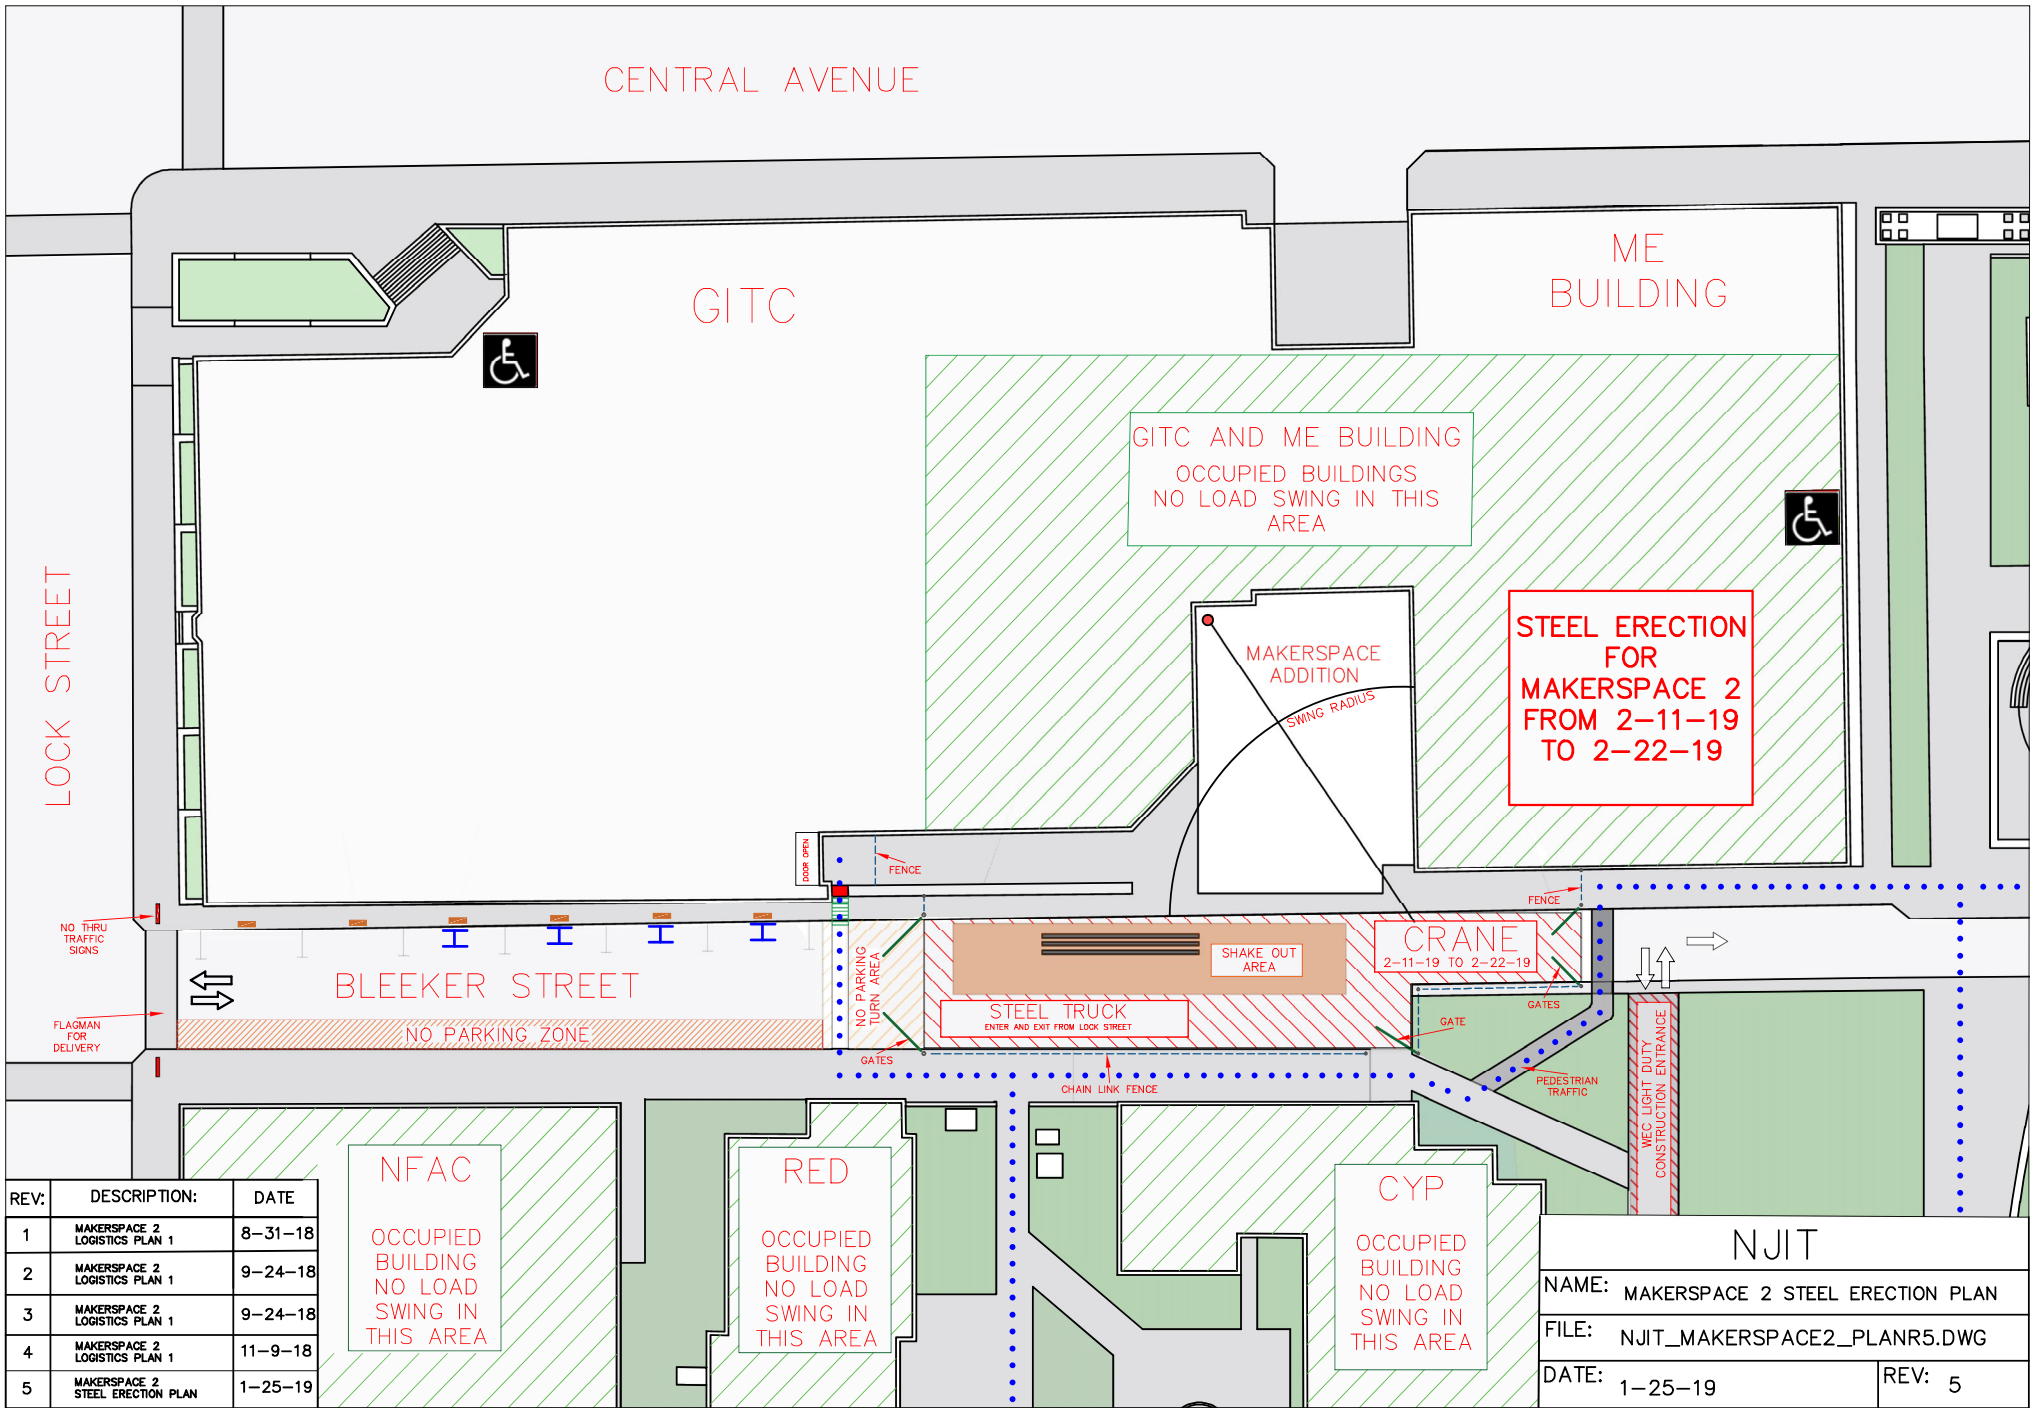 CENTRAL AVENUE
ME
BUILDING
GITC
GITC AND ME BUILDING
OCCUPIED BUILDINGS
NO LOAD SWING IN THIS
AREA
LOCK STREET
STEEL ERECTION
FOR
MAKERSPACE 2
FROM 2-11-19
TO 2-22-19
MAKERSPACE
ADDITION
SWING RADIUS
DOOR OPEN
FENCE
FENCE
NO THRU
TRAFFIC
SIGNS
CRANE
2-11-19 TO 2-22-19
SHAKE OUT
AREA
NO PARKING
TURN AREA
BLEEKER STREET
STEEL TRUCK
ENTER AND EXIT FROM LOCK STREET
GATES
GATE
FLAGMAN
FOR
DELIVERY
NO PARKING ZONE
GATES
CHAIN LINK FENCE
PEDESTRIAN
TRAFFIC
WEC LIGHT DUTY
CONSTRUCTION ENTRANCE
NFAC
OCCUPIED
BUILDING
NO LOAD
SWING IN
THIS AREA
RED
OCCUPIED
BUILDING
NO LOAD
SWING IN
THIS AREA
CYP
OCCUPIED
BUILDING
NO LOAD
SWING IN
THIS AREA
REV: DESCRIPTION: DATE
1 MAKERSPACE 2 LOGISTICS PLAN 1 8-31-18
2 MAKERSPACE 2 LOGISTICS PLAN 1 9-24-18
3 MAKERSPACE 2 LOGISTICS PLAN 1 9-24-18
4 MAKERSPACE 2 LOGISTICS PLAN 1 11-9-18
5 MAKERSPACE 2 STEEL ERECTION PLAN 1-25-19
NJIT
NAME: MAKERSPACE 2 STEEL ERECTION PLAN
FILE: NJIT_MAKERSPACE2_PLANR5.DWG
DATE: 1-25-19 REV: 5